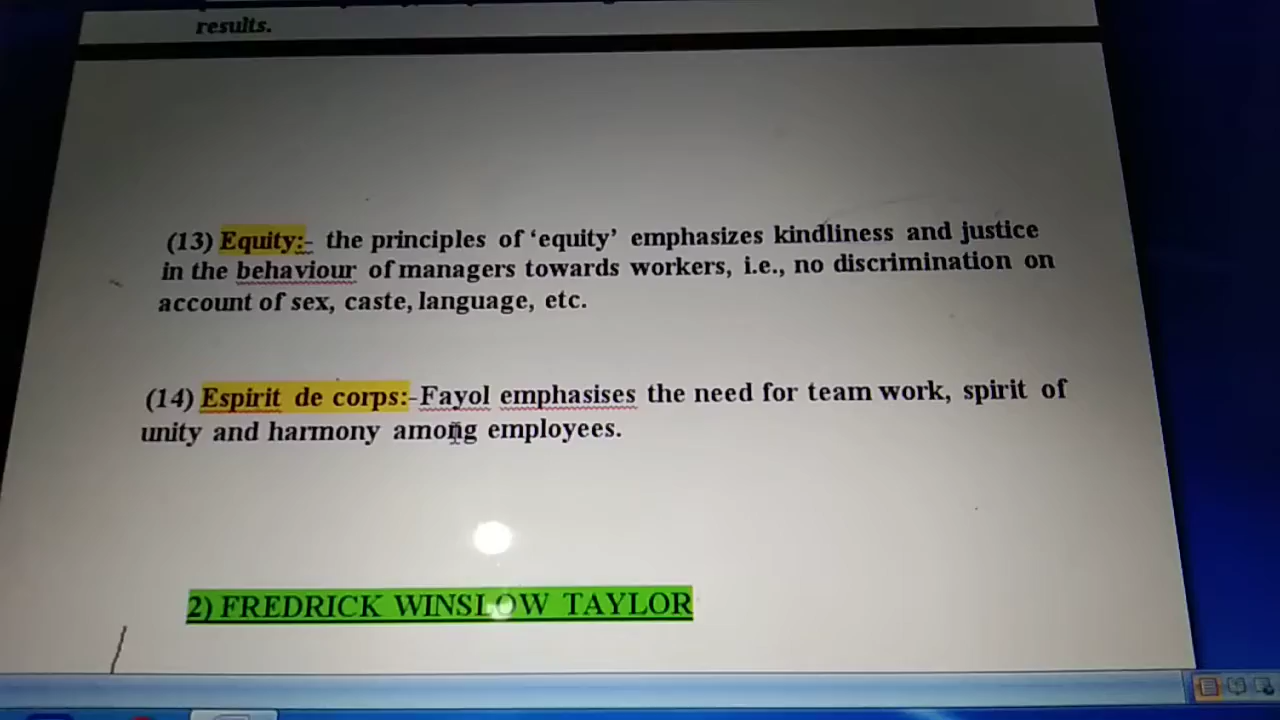 results.
(13) Equity:- the principles of ‘equity’ emphasizes kindliness and justice
in the behaviour of managers towards workers, i.e., no discrimination on
account of sex, caste, language, etc.
(14) Espirit de corps:-Fayol emphasises the need for team work, spirit of
unity and harmony among employees.
2) FREDRICK WINSLOW TAYLOR